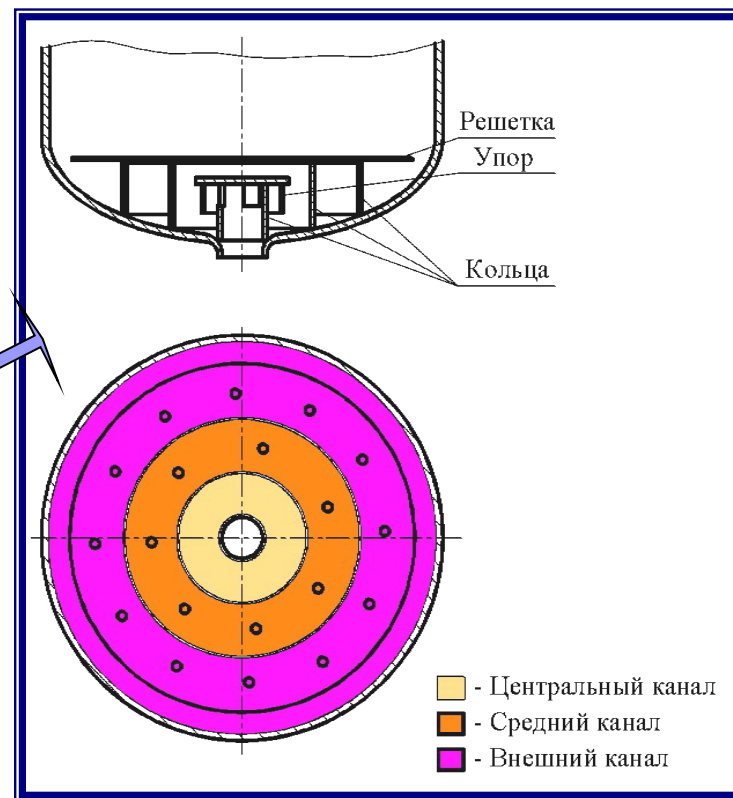 Решетка
Упор
Кольца
- Центральный канал
- Средний канал
- Внешний канал